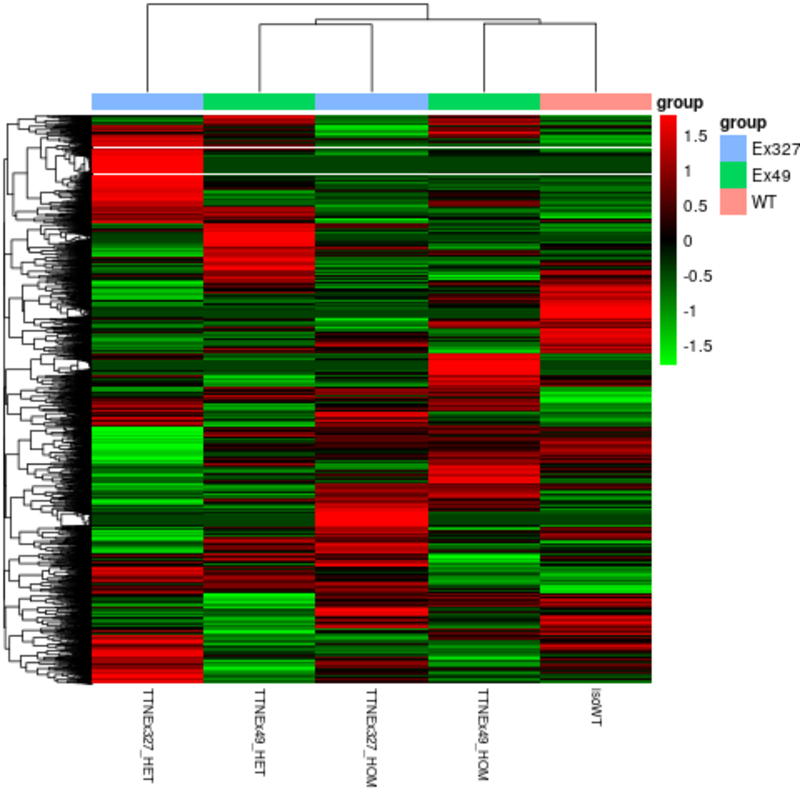 group
1.5
1
0.5
0
-0.5
-1
-1.5
group
Ex327
Ex49
WT
TTNEx327_HET
TTNEx49_HET
TTNEx327_HOM
TTNEx49_HOM
isoWT